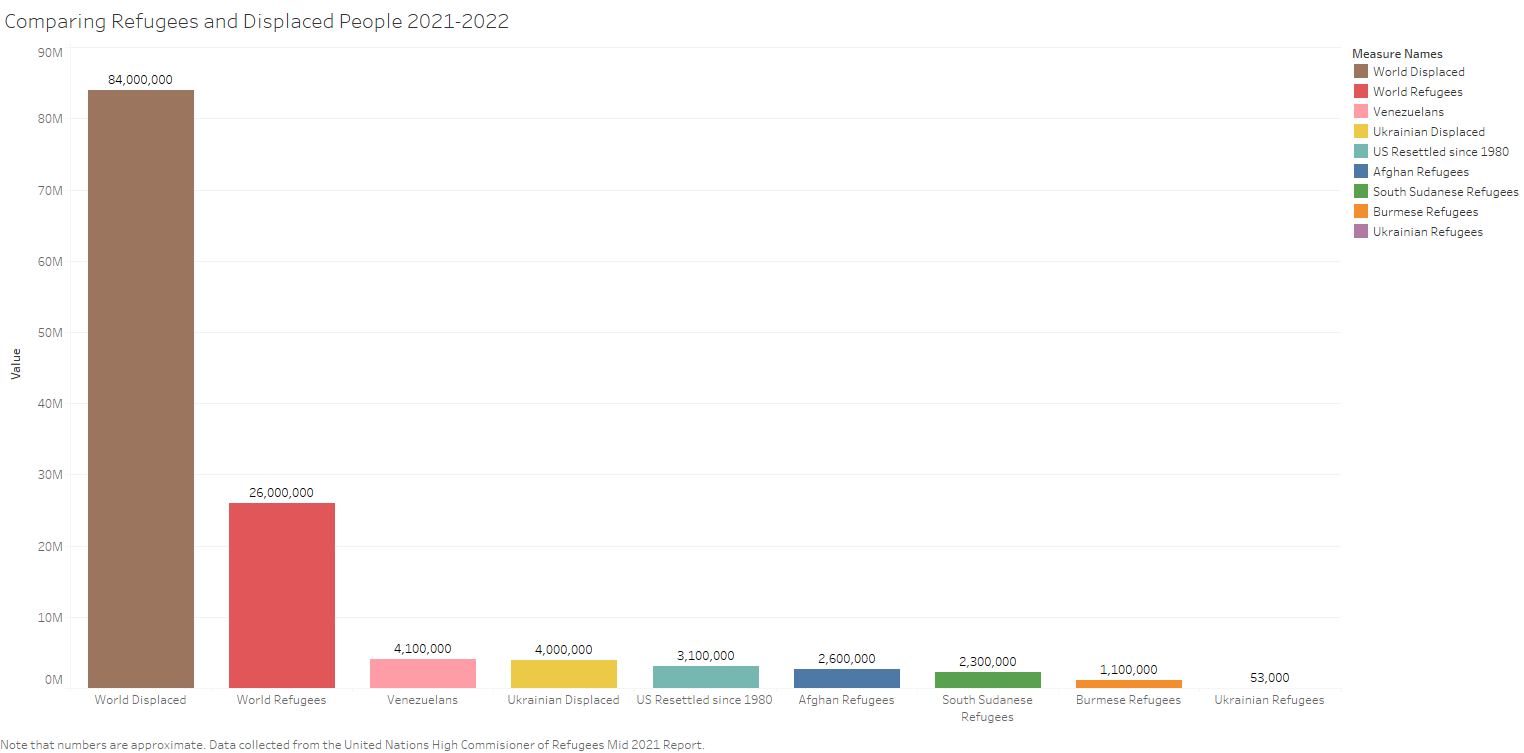 Comparing Refugees and Displaced People 2021-2022
90M
80M
70M
60M
50M
40M
30M
20M
10M
0M
Value
84,000,000
26,000,000
4,100,000
4,000,000
3,100,000
2,600,000
2,300,000
1,100,000
53,000
World Displaced
World Refugees
Venezuelans
Ukrainian Displaced
US Resettled since 1980
Afghan Refugees
South Sudanese
Refugees
Burmese Refugees
Ukrainian Refugees
Measure Names
World Displaced
World Refugees
Venezuelans
Ukrainian Displaced
US Resettled since 1980
Afghan Refugees
South Sudanese Refugees
Burmese Refugees
Ukrainian Refugees
Note that numbers are approximate. Data collected from the United Nations High Commisioner of Refugees Mid 2021 Report.